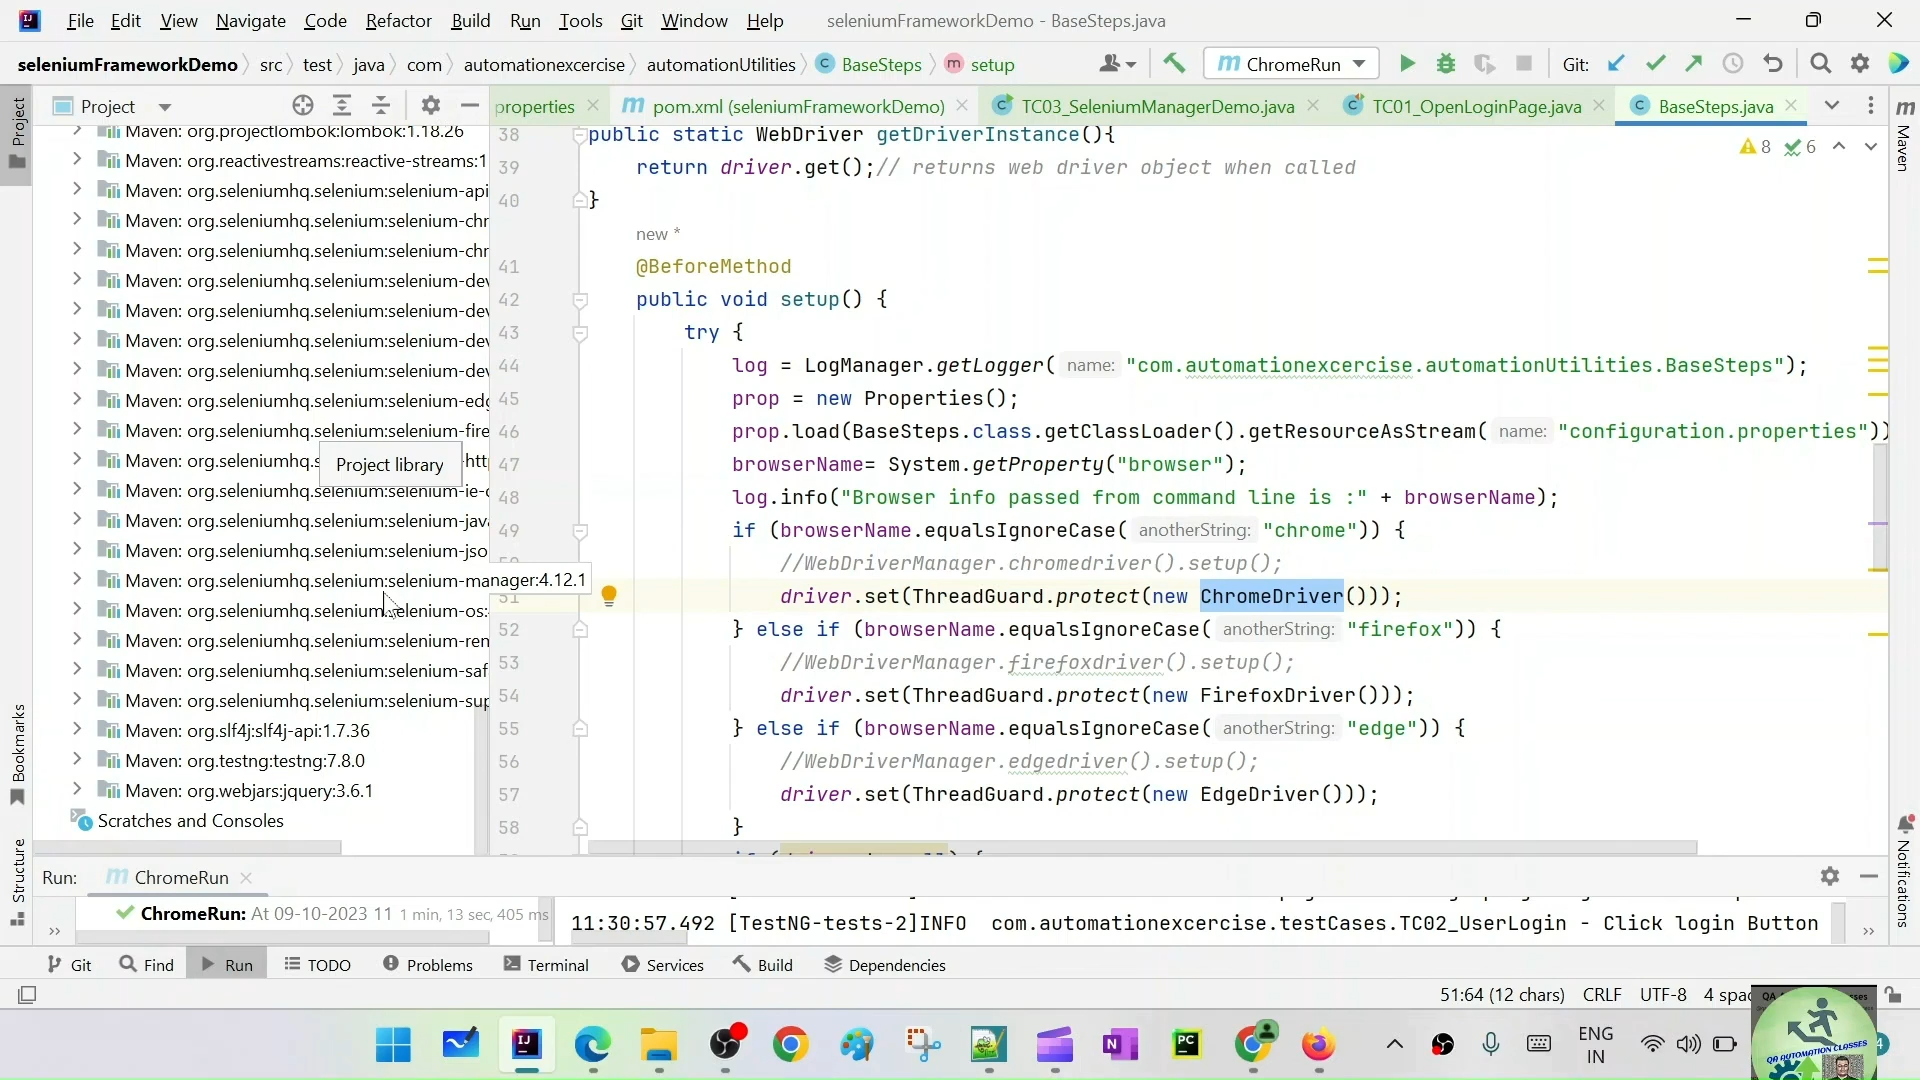 File Edit View Navigate Code Refactor Build Run Tools Git Window Help seleniumFrameworkDemo - BaseSteps.java
seleniumFrameworkDemo src test java com automationexcercise automationUtilities BaseSteps setup ChromeRun Git:
Project
properties pom.xml (seleniumFrameworkDemo) TC03_SeleniumManagerDemo.java TC01_OpenLoginPage.java BaseSteps.java
Project
Maven: org.projectlombok:lombok:1.18.26
Maven: org.reactivestreams:reactive-streams:1
Maven: org.seleniumhq.selenium:selenium-api
Maven: org.seleniumhq.selenium:selenium-chr
Maven: org.seleniumhq.selenium:selenium-chr
Maven: org.seleniumhq.selenium:selenium-dev
Maven: org.seleniumhq.selenium:selenium-dev
Maven: org.seleniumhq.selenium:selenium-dev
Maven: org.seleniumhq.selenium:selenium-dev
Maven: org.seleniumhq.selenium:selenium-edg
Maven: org.seleniumhq.selenium:selenium-fire
Maven: org.seleniumhq.s
Project library
Maven: org.seleniumhq.selenium:selenium-ie-d
Maven: org.seleniumhq.selenium:selenium-java
Maven: org.seleniumhq.selenium:selenium-jso
Maven: org.seleniumhq.selenium:selenium-manager:4.12.1
Maven: org.seleniumhq.selenium:selenium-os:
Maven: org.seleniumhq.selenium:selenium-ren
Maven: org.seleniumhq.selenium:selenium-saf
Maven: org.seleniumhq.selenium:selenium-sup
Maven: org.slf4j:slf4j-api:1.7.36
Maven: org.testng:testng:7.8.0
Maven: org.webjars:jquery:3.6.1
Scratches and Consoles
Bookmarks
Structure
38 public static WebDriver getDriverInstance(){
39 return driver.get();// returns web driver object when called
40 }
new *
41 @BeforeMethod
42 public void setup() {
43 try {
44 log = LogManager.getLogger( name: "com.automationexcercise.automationUtilities.BaseSteps");
45 prop = new Properties();
46 prop.load(BaseSteps.class.getClassLoader().getResourceAsStream( name: "configuration.properties"))
47 browserName= System.getProperty("browser");
48 log.info("Browser info passed from command line is :" + browserName);
49 if (browserName.equalsIgnoreCase( anotherString: "chrome")) {
//WebDriverManager.chromedriver().setup();
51 driver.set(ThreadGuard.protect(new ChromeDriver()));
52 } else if (browserName.equalsIgnoreCase( anotherString: "firefox")) {
53 //WebDriverManager.firefoxdriver().setup();
54 driver.set(ThreadGuard.protect(new FirefoxDriver()));
55 } else if (browserName.equalsIgnoreCase( anotherString: "edge")) {
56 //WebDriverManager.edgedriver().setup();
57 driver.set(ThreadGuard.protect(new EdgeDriver()));
58 }
8 6
Maven
Notifications
Run: ChromeRun
ChromeRun: At 09-10-2023 11 1 min, 13 sec, 405 ms
11:30:57.492 [TestNG-tests-2]INFO com.automationexcercise.testCases.TC02_UserLogin - Click login Button
Git Find Run TODO Problems Terminal Services Build Dependencies
51:64 (12 chars) CRLF UTF-8 4 spac
ENG
IN
QA AUTOMATION CLASSES